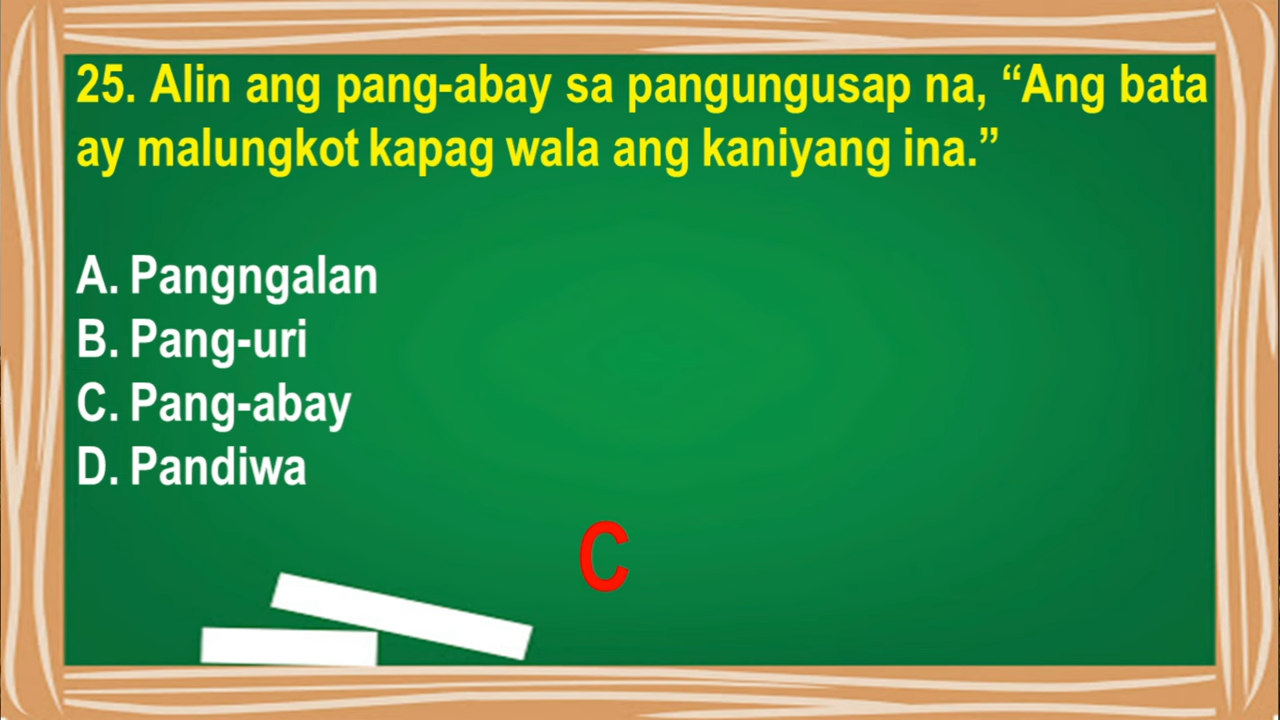 25. Alin ang pang-abay sa pangungusap na, “Ang bata
ay malungkot kapag wala ang kaniyang ina.”
A. Pangngalan
B. Pang-uri
C. Pang-abay
D. Pandiwa
C